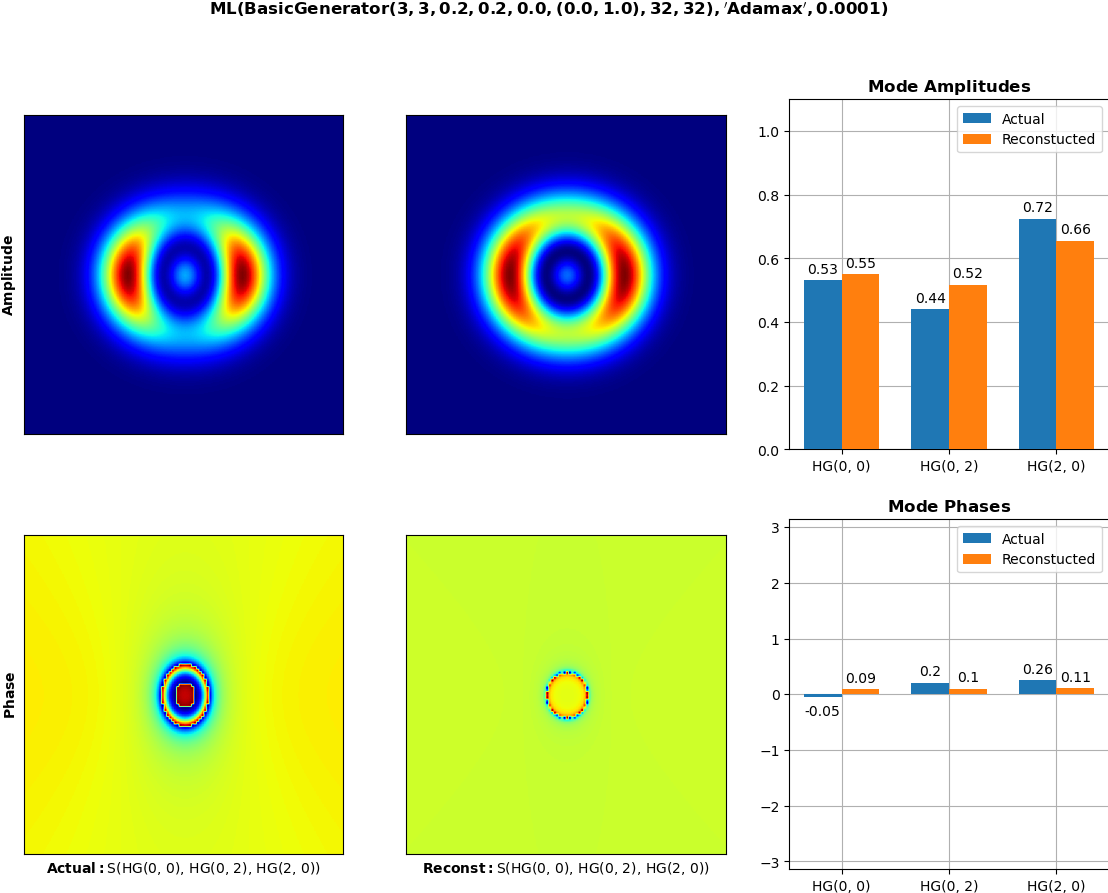 ML(BasicGenerator(3, 3, 0.2, 0.2, 0.0, (0.0, 1.0), 32, 32), ′Adamax′, 0.0001)
Amplitude
Mode Amplitudes
Actual
Reconstucted
1.0
0.8
0.6
0.4
0.2
0.0
0.53
0.55
0.44
0.52
0.72
0.66
HG(0, 0)
HG(0, 2)
HG(2, 0)
Phase
Actual: S(HG(0, 0), HG(0, 2), HG(2, 0))
Reconst: S(HG(0, 0), HG(0, 2), HG(2, 0))
Mode Phases
Actual
Reconstucted
3
2
1
0
−1
−2
−3
-0.05
0.09
0.2
0.1
0.26
0.11
HG(0, 0)
HG(0, 2)
HG(2, 0)